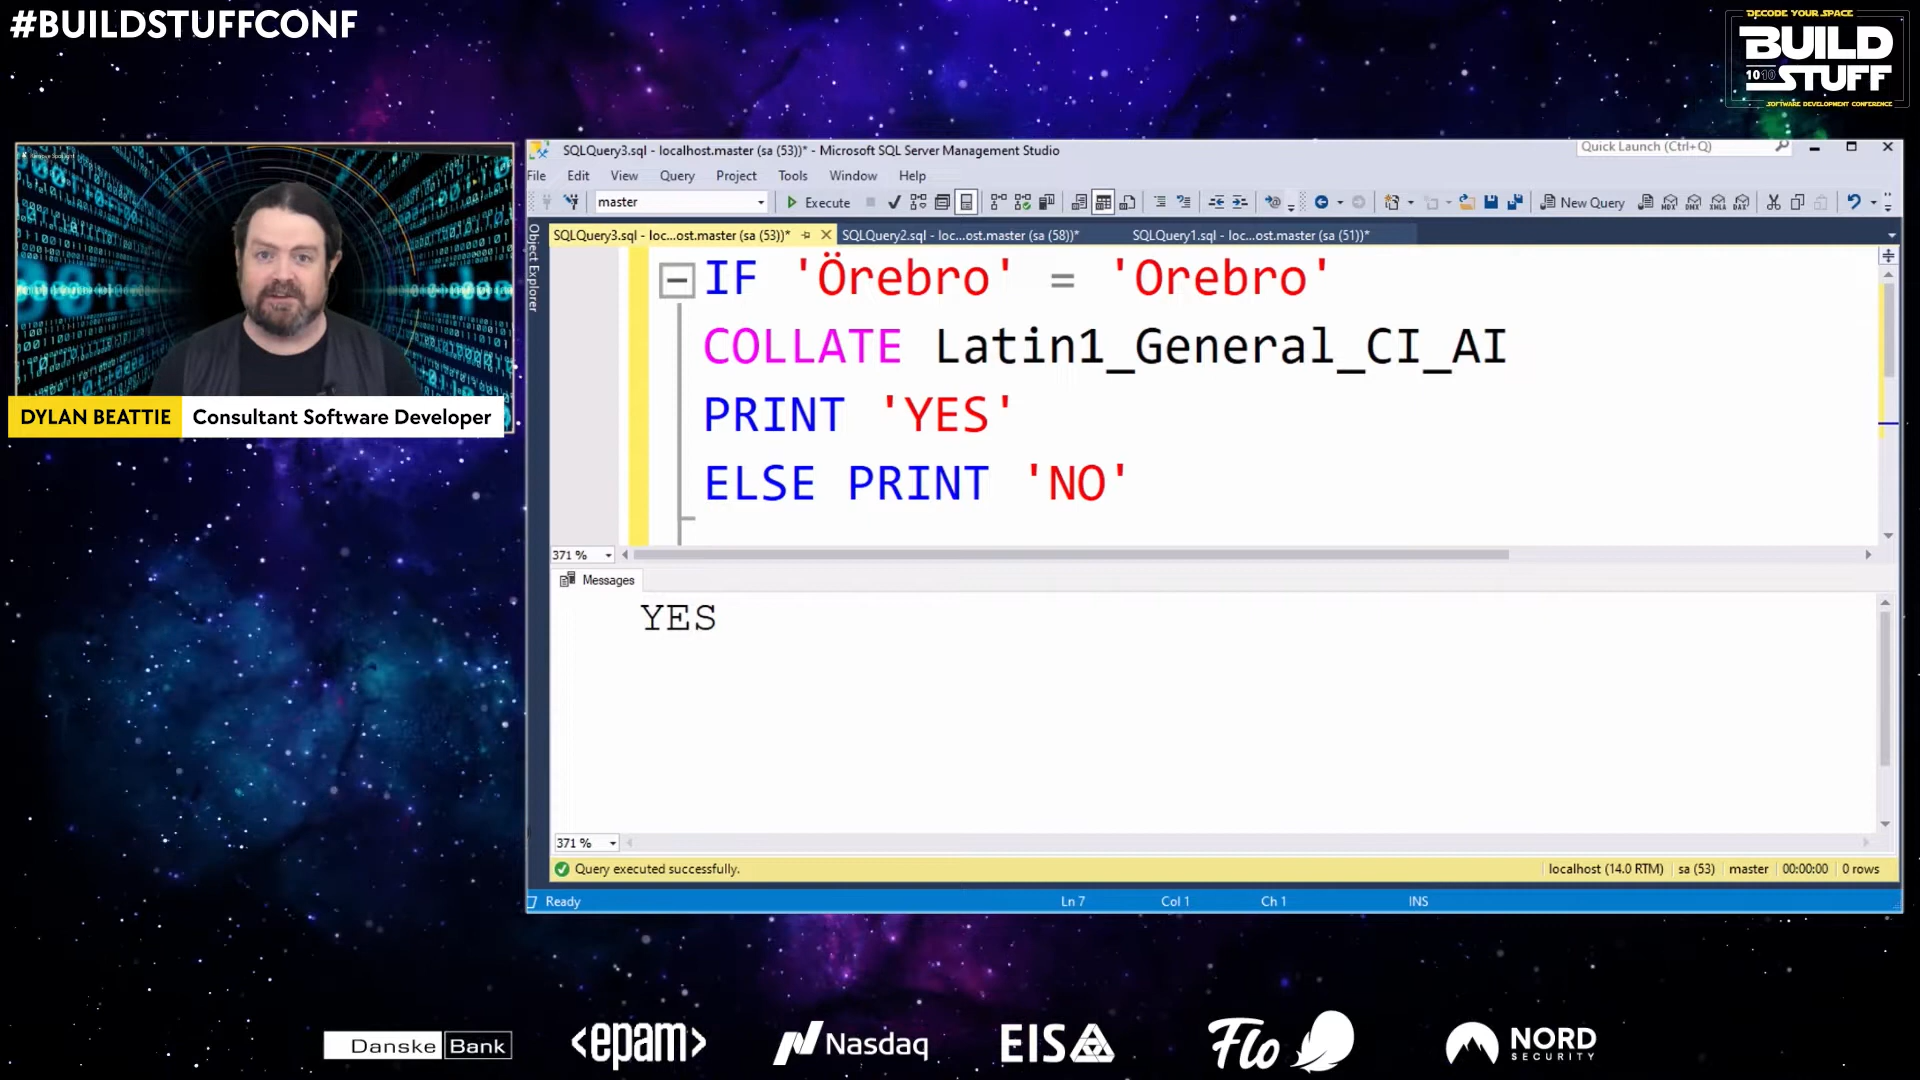 #BUILDSTUFFCONF
DECODE YOUR SPACE
BUILD
STUFF
SOFTWARE DEVELOPMENT CONFERENCE
DYLAN BEATTIE Consultant Software Developer
SQLQuery3.sql - localhost.master (sa (53))* - Microsoft SQL Server Management Studio
Quick Launch (Ctrl+Q)
File Edit View Query Project Tools Window Help
master Execute New Query
Object Explorer
SQLQuery3.sql - loc...ost.master (sa (53))* SQLQuery2.sql - loc...ost.master (sa (58))* SQLQuery1.sql - loc...ost.master (sa (51))*
IF 'Örebro' = 'Orebro'
COLLATE Latin1_General_CI_AI
PRINT 'YES'
ELSE PRINT 'NO'
371 %
Messages
YES
371 %
Query executed successfully. localhost (14.0 RTM) sa (53) master 00:00:00 0 rows
Ready Ln 7 Col 1 Ch 1 INS
Danske Bank <epam> Nasdaq EIS Flo NORD
SECURITY